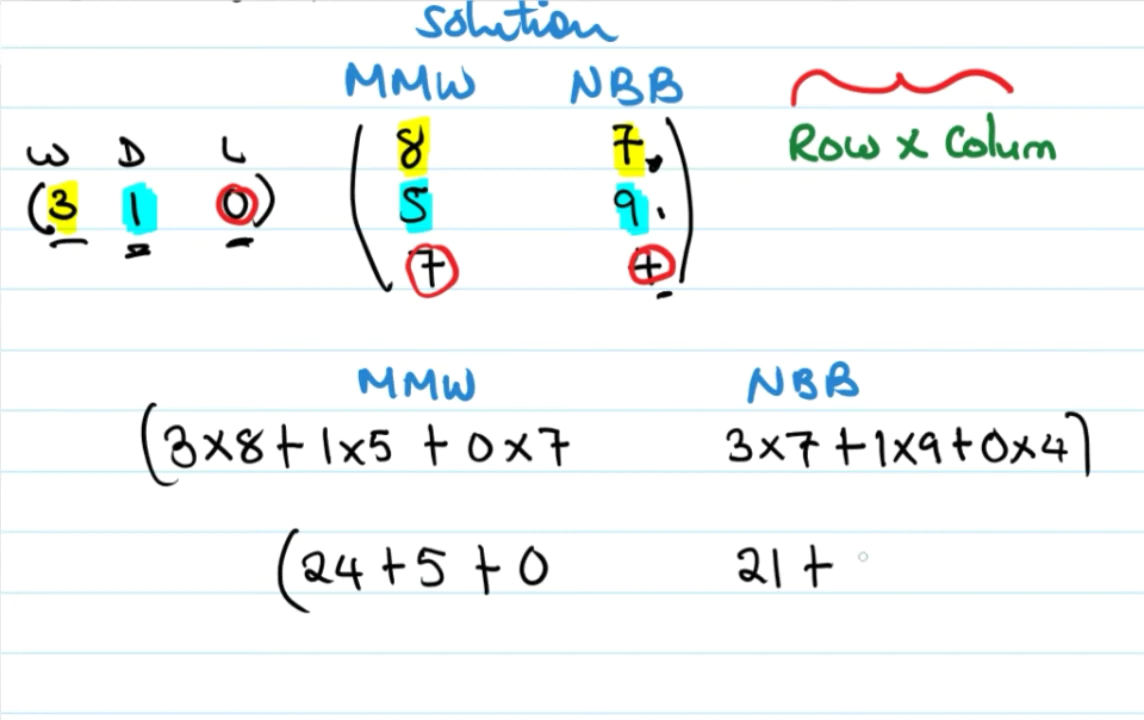 Solution
MMW NBB
Row x Colum
W D L
(3 1 0) (8 7.
5 9.
7 +)
MMW NBB
(3x8+1x5+0x7 3x7+1x9+0x4)
(24+5+0 21+